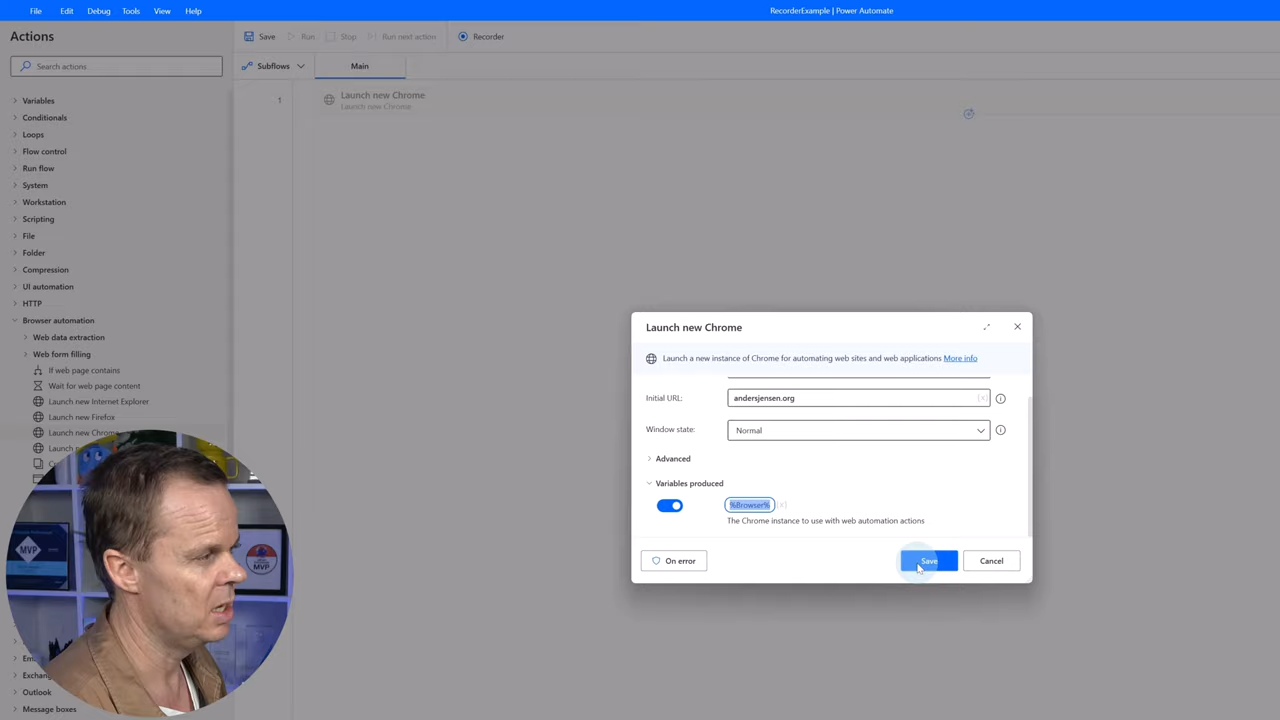 File Edit Debug Tools View Help
RecorderExample | Power Automate
Actions
Save Run Stop Run next action Recorder
Search actions
Subflows Main
Variables
Conditionals
Loops
Flow control
Run flow
System
Workstation
Scripting
File
Folder
Compression
UI automation
HTTP
Browser automation
Web data extraction
Web form filling
If web page contains
Wait for web page content
Launch new Internet Explorer
Launch new Firefox
Launch new Chrome
Outlook
Message boxes
1
Launch new Chrome
Launch new Chrome
Launch new Chrome
Launch a new instance of Chrome for automating web sites and web applications More info
Initial URL: andersjensen.org
Window state: Normal
Advanced
Variables produced
%Browser% {x}
The Chrome instance to use with web automation actions
On error Save Cancel
MVP
MVP